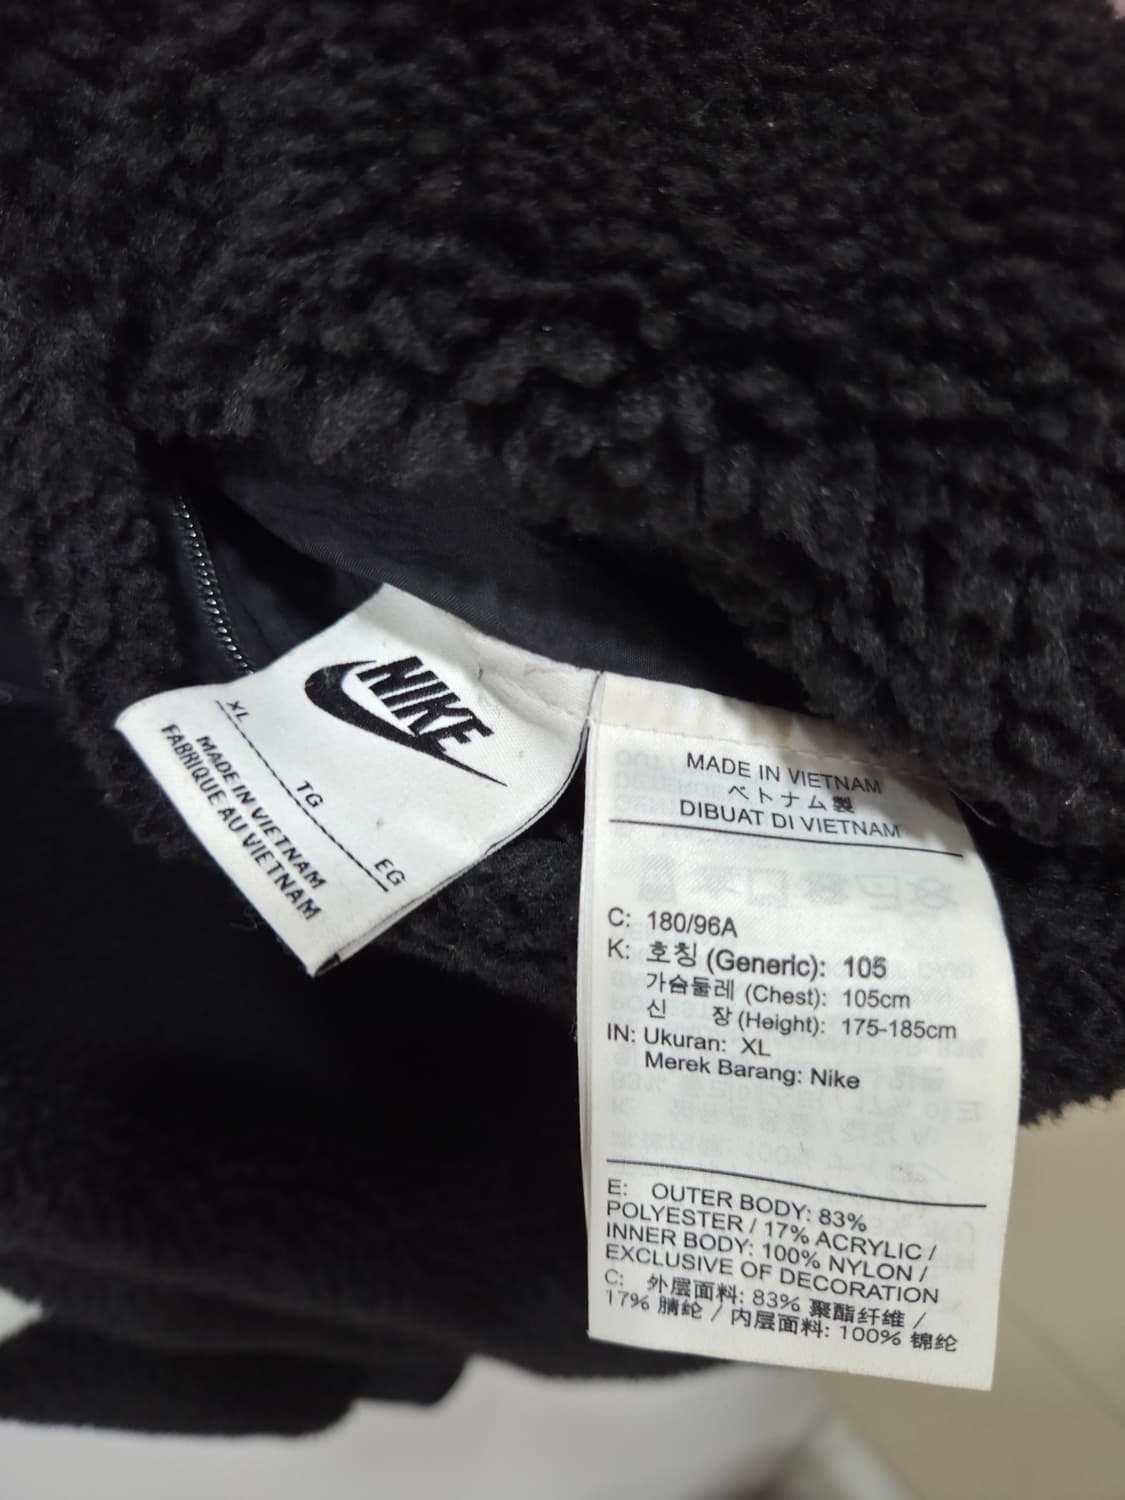 NIKE
XL
TG
EG
MADE IN VIETNAM
FABRIQUE AU VIETNAM
MADE IN VIETNAM
ベトナム製
DIBUAT DI VIETNAM
C: 180/96A
K: 호칭 (Generic): 105
가슴둘레 (Chest): 105cm
신 장 (Height): 175-185cm
IN: Ukuran: XL
Merek Barang: Nike
E: OUTER BODY: 83%
POLYESTER / 17% ACRYLIC /
INNER BODY: 100% NYLON /
EXCLUSIVE OF DECORATION
C: 外层面料: 83% 聚酯纤维 /
17% 腈纶 / 内层面料: 100% 锦纶